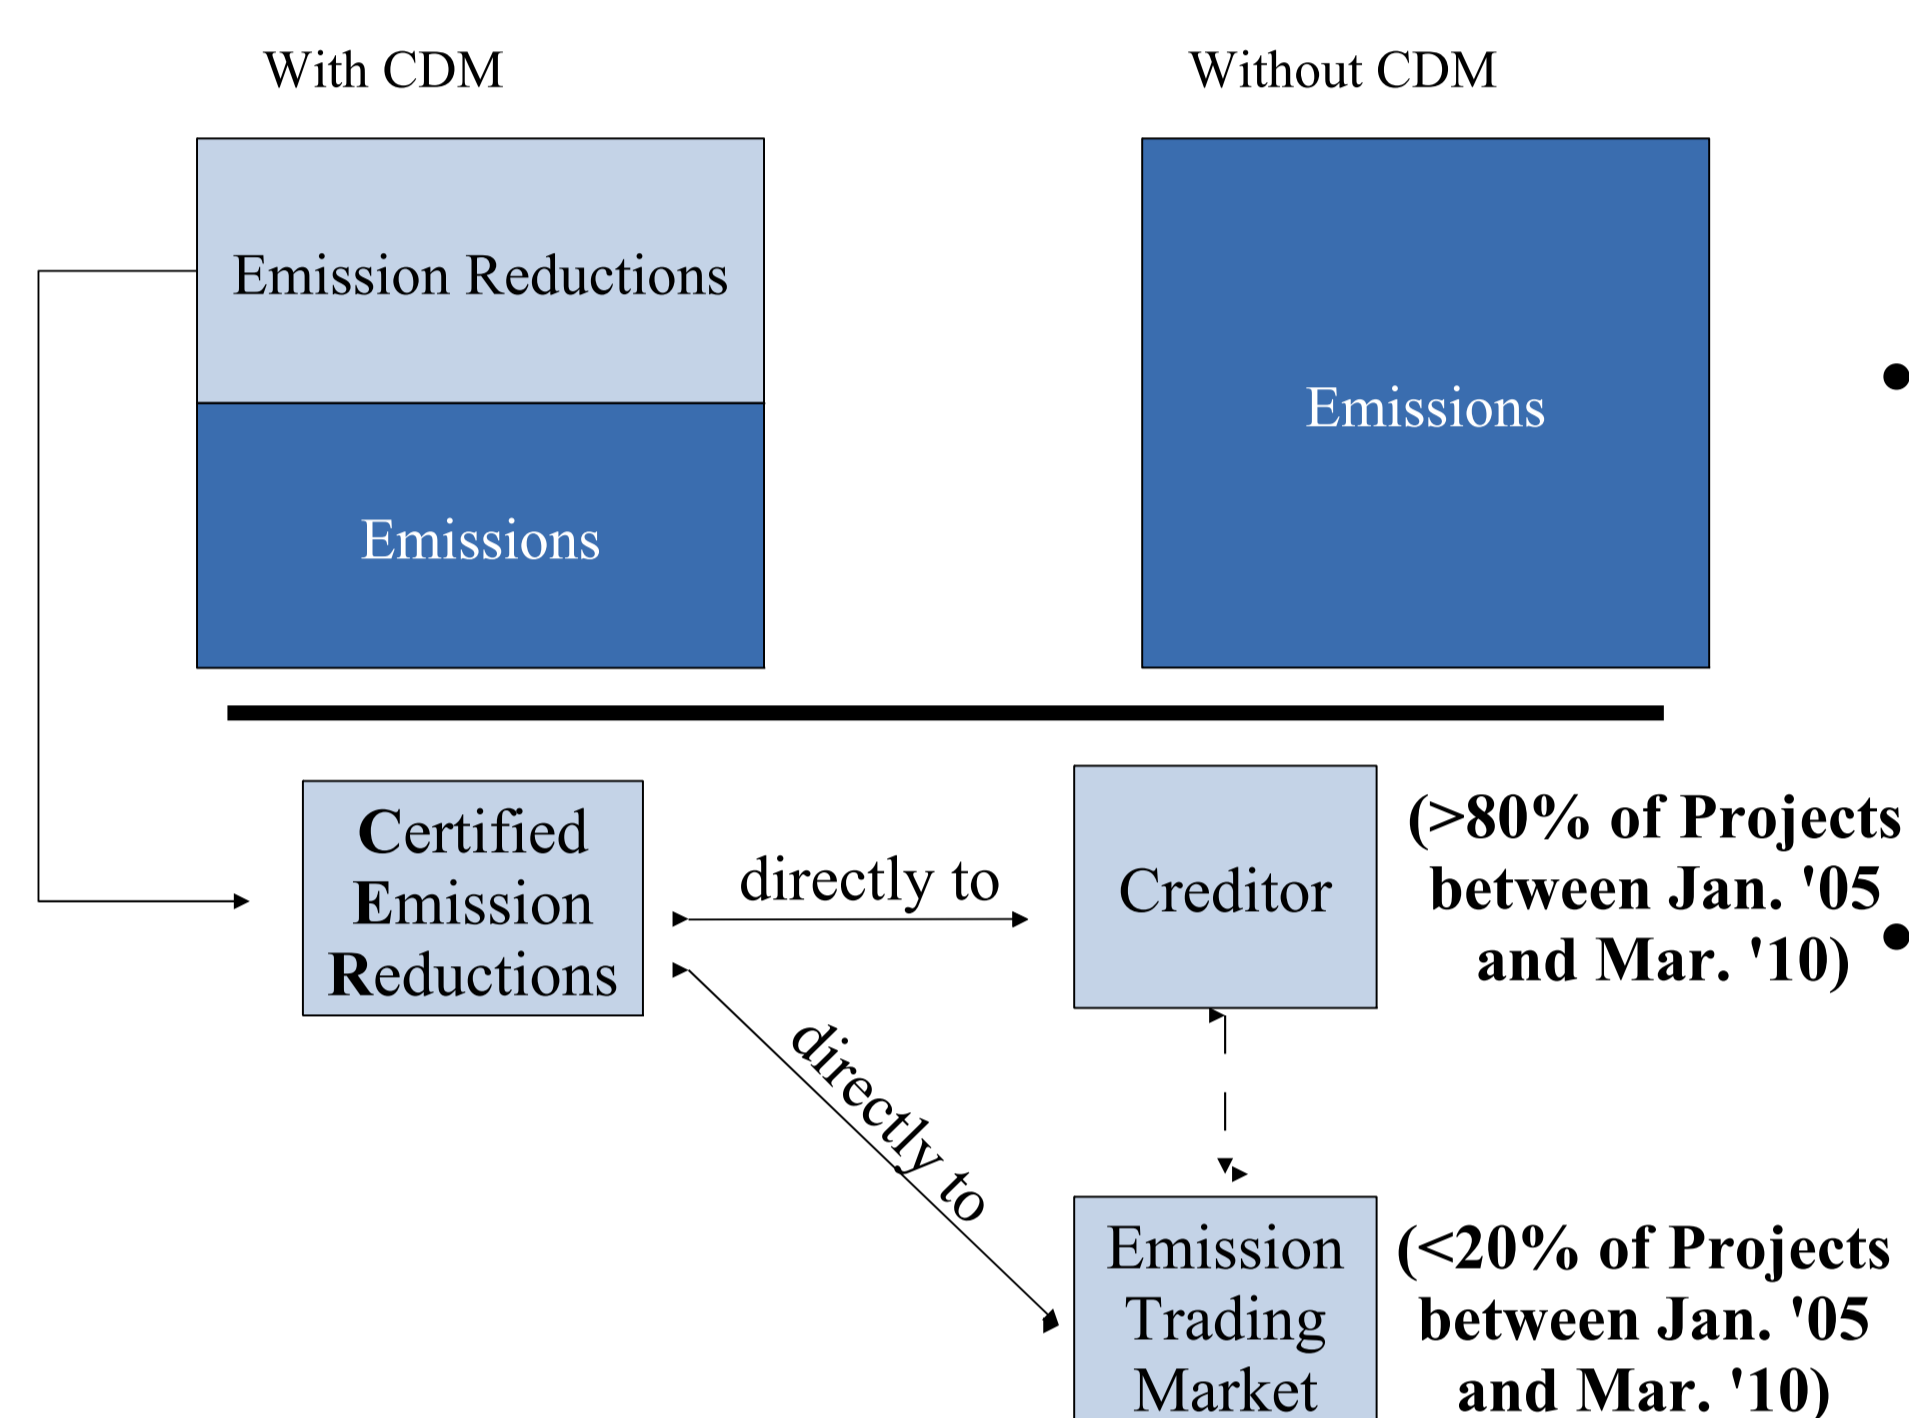 With CDM
Without CDM
Emission Reductions
Emissions
Emissions
Certified
Emission
Reductions
directly to
Creditor
(>80% of Projects
between Jan. '05
and Mar. '10)
directly to
Emission
Trading
Market
(<20% of Projects
between Jan. '05
and Mar. '10)